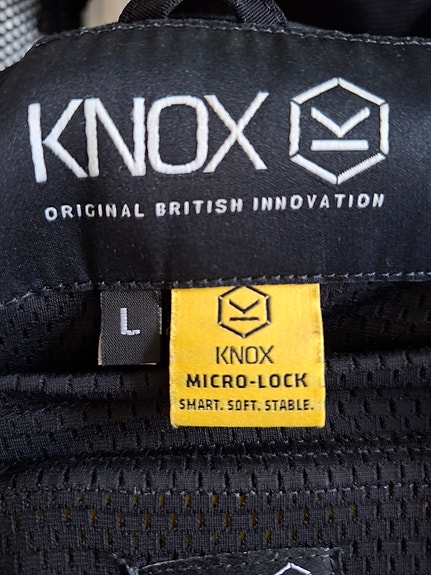 KNOX
ORIGINAL BRITISH INNOVATION
L
KNOX
MICRO-LOCK
SMART. SOFT. STABLE.